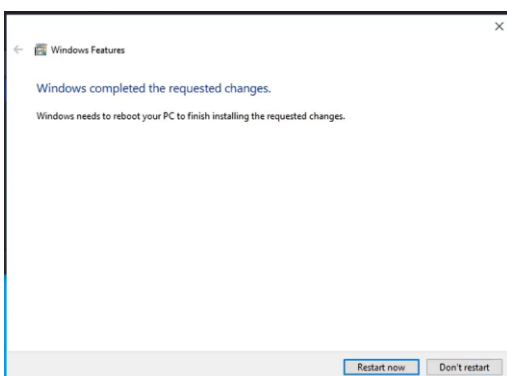 Windows Features
Windows completed the requested changes.
Windows needs to reboot your PC to finish installing the requested changes.
Restart now
Don't restart